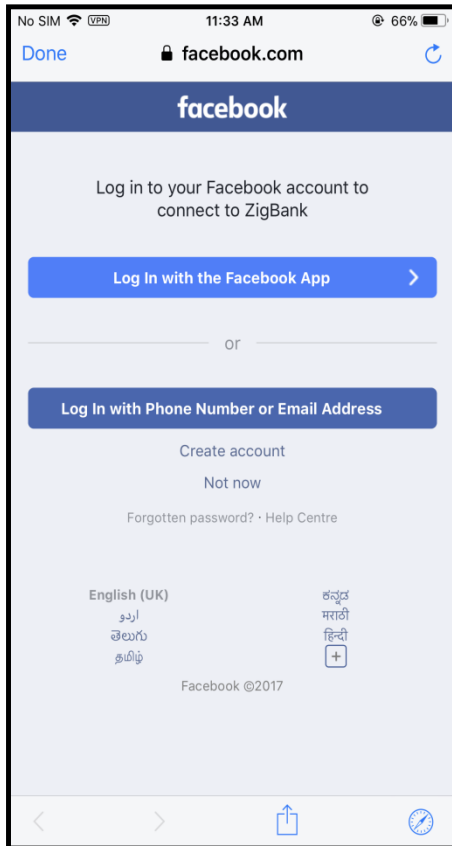 No SIM VPN 11:33 AM 66%
Done facebook.com
facebook
Log in to your Facebook account to
connect to ZigBank
Log In with the Facebook App
or
Log In with Phone Number or Email Address
Create account
Not now
Forgotten password? · Help Centre
English (UK) ಕನ್ನಡ
اردو मराठी
తెలుగు हिन्दी
தமிழ் +
Facebook ©2017